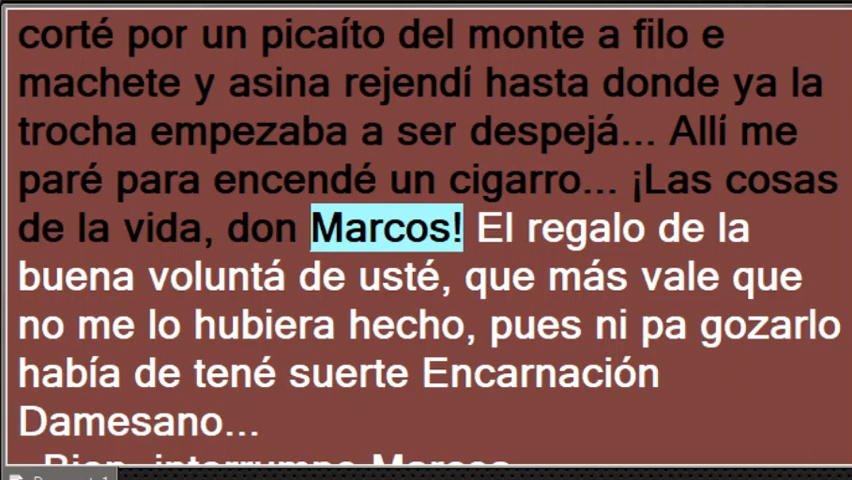 corté por un picaíto del monte a filo e
machete y asina rejendí hasta donde ya la
trocha empezaba a ser despejá... Allí me
paré para encendé un cigarro... ¡Las cosas
de la vida, don Marcos! El regalo de la
buena voluntá de usté, que más vale que
no me lo hubiera hecho, pues ni pa gozarlo
había de tené suerte Encarnación
Damesano...
Bien, interrumpe Marcos